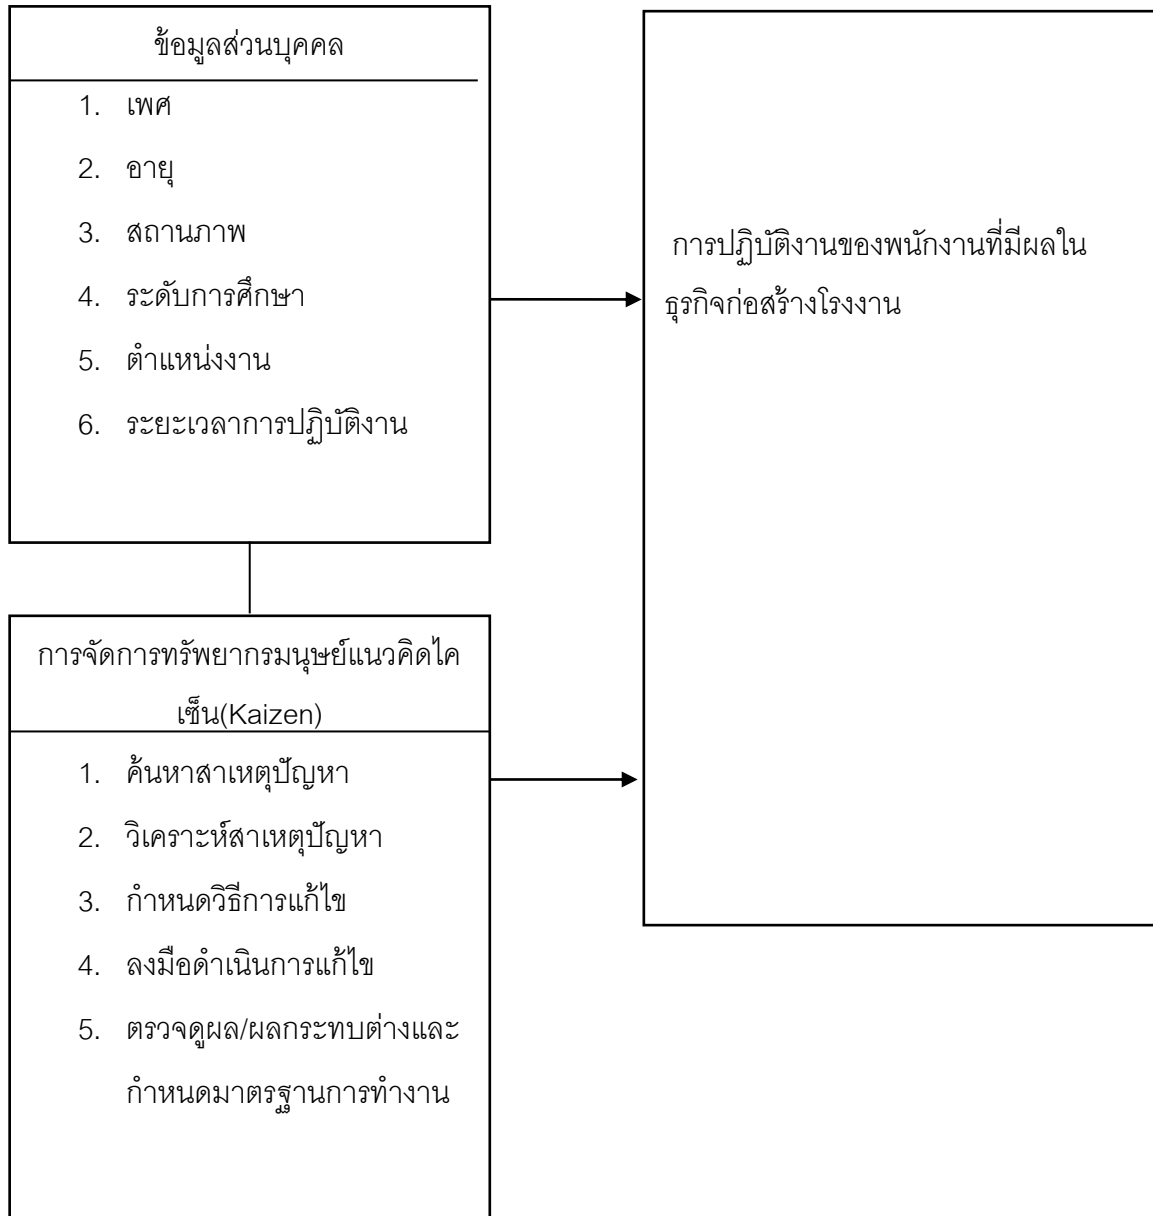 ข้อมูลส่วนบุคคล
1. เพศ
2. อายุ
3. สถานภาพ
4. ระดับการศึกษา
5. ตำแหน่งงาน
6. ระยะเวลาการปฏิบัติงาน
การปฏิบัติงานของพนักงานที่มีผลใน
ธุรกิจก่อสร้างโรงงาน
การจัดการทรัพยากรมนุษย์แนวคิดไค
เซ็น(Kaizen)
1. ค้นหาสาเหตุปัญหา
2. วิเคราะห์สาเหตุปัญหา
3. กำหนดวิธีการแก้ไข
4. ลงมือดำเนินการแก้ไข
5. ตรวจดูผล/ผลกระทบต่างและ
กำหนดมาตรฐานการทำงาน